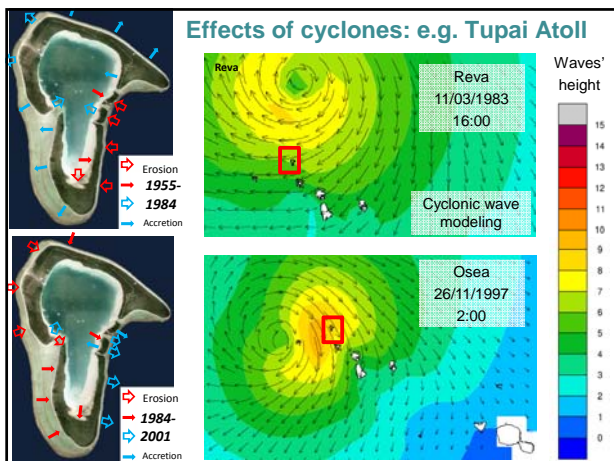 Effects of cyclones: e.g. Tupai Atoll
Reva
Reva
11/03/1983
16:00
Cyclonic wave
modeling
Erosion
1955-
1984
Accretion
Osea
26/11/1997
2:00
Erosion
1984-
2001
Accretion
Waves'
height
15
14
13
12
11
10
9
8
7
6
5
4
3
2
1
0